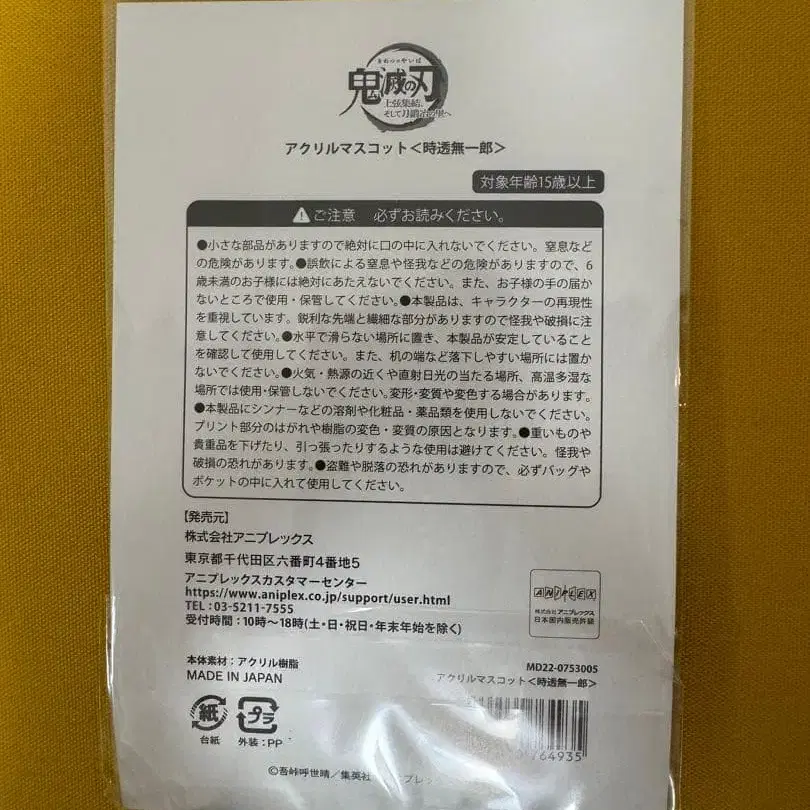 きめつのやいば
鬼滅の刃
上弦集結、
そして刀鍛冶の里へ
アクリルマスコット＜時透無一郎＞
対象年齢15歳以上
ご注意 必ずお読みください。
●小さな部品がありますので絶対に口の中に入れないでください。窒息など
の危険があります。●誤飲による窒息や怪我などの危険がありますので、6
歳未満のお子様には絶対にあたえないでください。また、お子様の手の届か
ないところで使用・保管してください。●本製品は、キャラクターの再現性
を重視しています。鋭利な先端と繊細な部分がありますので怪我や破損に注
意してください。●水平で滑らない場所に置き、本製品が安定していること
を確認して使用してください。また、机の端など落下しやすい場所には置か
ないでください。●火気・熱源の近くや直射日光の当たる場所、高温多湿な
場所では使用・保管しないでください。変形・変質や変色する場合があります。
●本製品にシンナーなどの溶剤や化粧品・薬品類を使用しないでください。
プリント部分のはがれや樹脂の変色・変質の原因となります。●重いものや
貴重品を下げたり、引っ張ったりするような使用は避けてください。怪我や
破損の恐れがあります。●盗難や脱落の恐れがありますので、必ずバッグや
ポケットの中に入れて使用してください。
【発売元】
株式会社アニプレックス
東京都千代田区六番町4番地5
アニプレックスカスタマーセンター
https://www.aniplex.co.jp/support/user.html
TEL：03-5211-7555
受付時間：10時～18時(土・日・祝日・年末年始を除く)
ANIPLEX
株式会社アニプレックス
日本国内販売許諾
本体素材：アクリル樹脂
MADE IN JAPAN
MD22-0753005
アクリルマスコット＜時透無一郎＞
紙
台紙
プラ
外装：PP
64935
©吾峠呼世晴／集英社